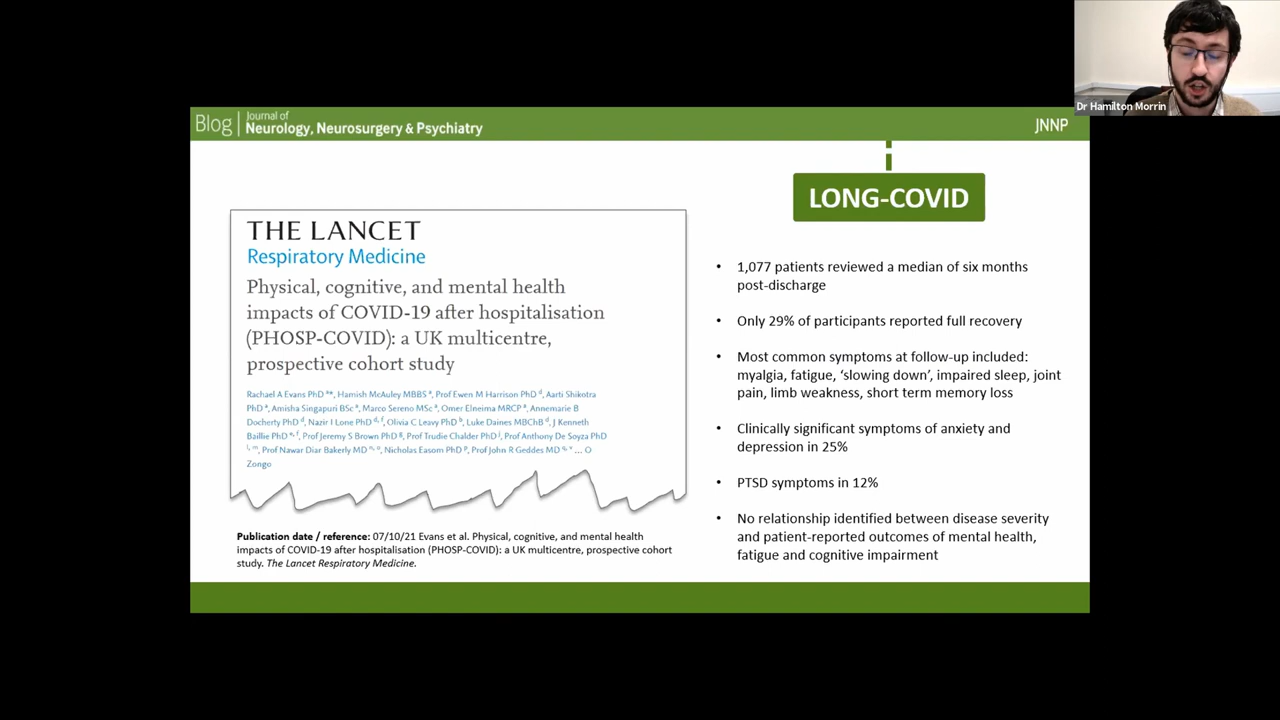 Dr Hamilton Morrin
Blog | Journal of
Neurology, Neurosurgery & Psychiatry
JNNP
LONG-COVID
THE LANCET
Respiratory Medicine
Physical, cognitive, and mental health
impacts of COVID-19 after hospitalisation
(PHOSP-COVID): a UK multicentre,
prospective cohort study
Rachael A Evans PhD, Hamish McAuley MBBS, Prof Ewen M Harrison PhD, Aarti Shikotra
PhD, Amisha Singapuri BSc, Marco Sereno MSc, Omer Elneima MRCP, Annemarie B
Docherty PhD, Nazir I Lone PhD, Olivia C Leavy PhD, Luke Daines MBChB, J Kenneth
Baillie PhD, Prof Jeremy S Brown PhD, Prof Trudie Chalder PhD, Prof Anthony De Soyza PhD
, Prof Nawar Diar Bakerly MD, Nicholas Easom PhD, Prof John R Geddes MD ... O
Zongo
Publication date / reference: 07/10/21 Evans et al. Physical, cognitive, and mental health
impacts of COVID-19 after hospitalisation (PHOSP-COVID): a UK multicentre, prospective cohort
study. The Lancet Respiratory Medicine.
• 1,077 patients reviewed a median of six months
post-discharge
• Only 29% of participants reported full recovery
• Most common symptoms at follow-up included:
myalgia, fatigue, ‘slowing down’, impaired sleep, joint
pain, limb weakness, short term memory loss
• Clinically significant symptoms of anxiety and
depression in 25%
• PTSD symptoms in 12%
• No relationship identified between disease severity
and patient-reported outcomes of mental health,
fatigue and cognitive impairment